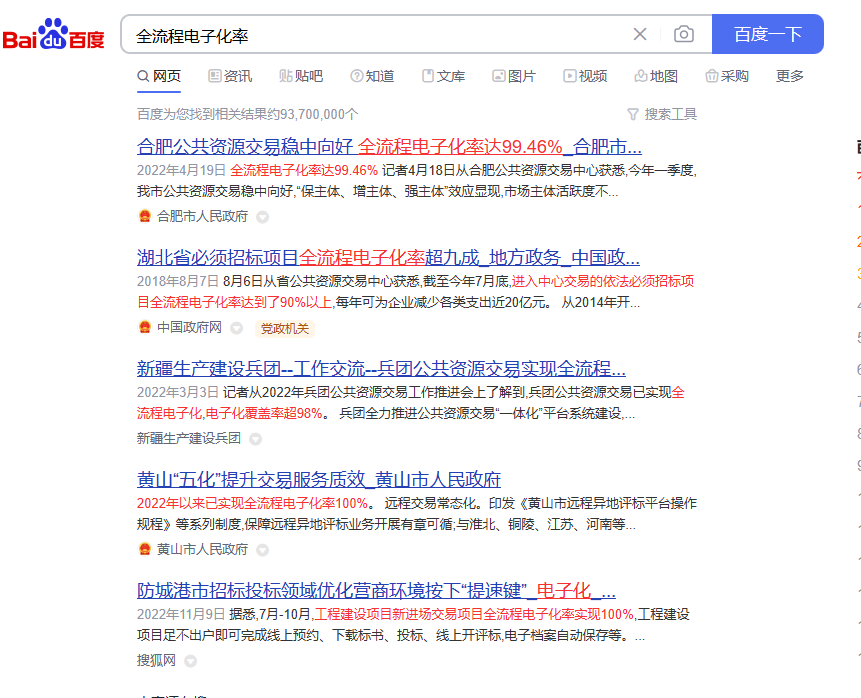 Bai du 百度
全流程电子化率
百度一下
网页 资讯 贴吧 知道 文库 图片 视频 地图 采购 更多
百度为您找到相关结果约93,700,000个 搜索工具
合肥公共资源交易稳中向好 全流程电子化率达99.46%_合肥市...
2022年4月19日 全流程电子化率达99.46% 记者4月18日从合肥公共资源交易中心获悉,今年一季度,
我市公共资源交易稳中向好,“保主体、增主体、强主体”效应显现,市场主体活跃度不...
合肥市人民政府
湖北省必须招标项目全流程电子化率超九成_地方政务_中国政...
2018年8月7日 8月6日从省公共资源交易中心获悉,截至今年7月底,进入中心交易的依法必须招标项
目全流程电子化率达到了90%以上,每年可为企业减少各类支出近20亿元。 从2014年开...
中国政府网 党政机关
新疆生产建设兵团--工作交流--兵团公共资源交易实现全流程...
2022年3月3日 记者从2022年兵团公共资源交易工作推进会上了解到,兵团公共资源交易已实现全
流程电子化,电子化覆盖率超98%。 兵团全力推进公共资源交易“一体化”平台系统建设,...
新疆生产建设兵团
黄山“五化”提升交易服务质效_黄山市人民政府
2022年以来已实现全流程电子化率100%。 远程交易常态化。印发《黄山市远程异地评标平台操作
规程》等系列制度,保障远程异地评标业务开展有章可循;与淮北、铜陵、江苏、河南等...
黄山市人民政府
防城港市招标投标领域优化营商环境按下“提速键”_电子化_...
2022年11月9日 据悉,7月-10月,工程建设项目新进场交易项目全流程电子化率实现100%,工程建设
项目足不出户即可完成线上预约、下载标书、投标、线上开评标,电子档案自动保存等。...
搜狐网